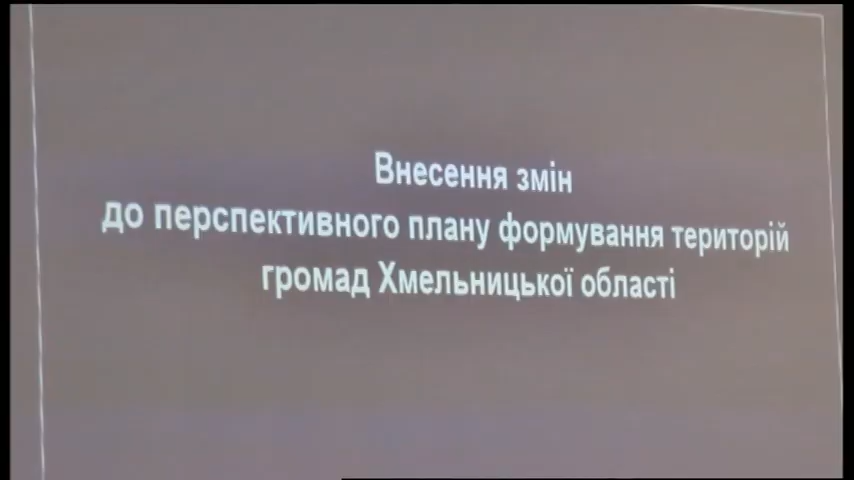 Внесення змін
до перспективного плану формування територій
громад Хмельницької області